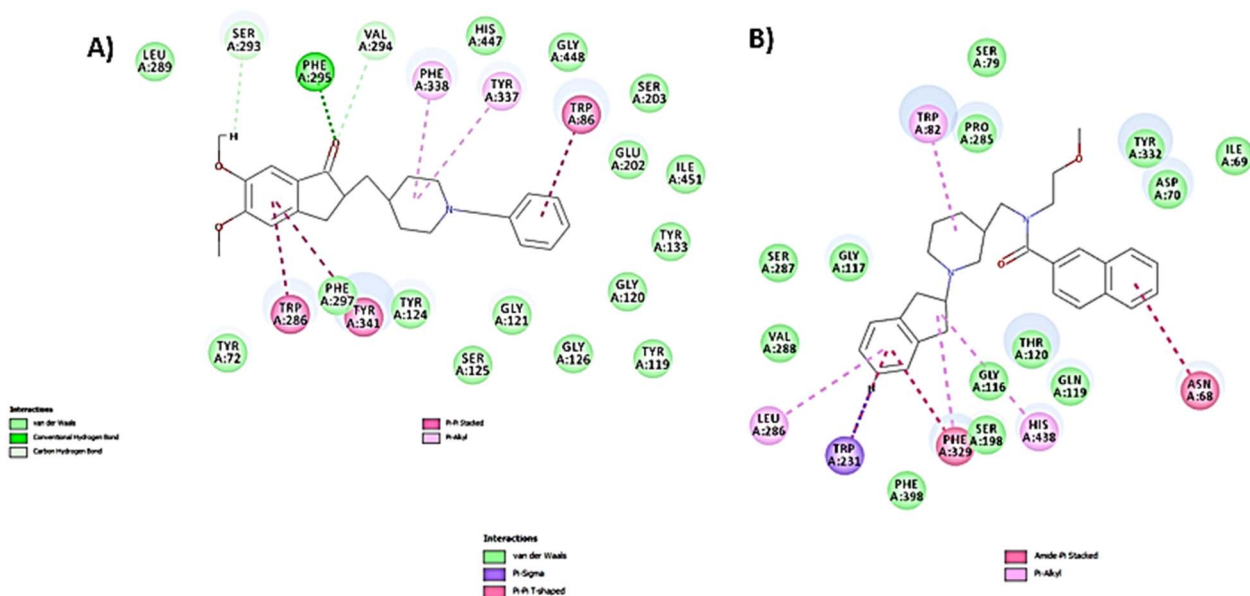 A)
LEU
A:289
SER
A:293
PHE
A:295
VAL
A:294
PHE
A:338
HIS
A:447
TYR
A:337
GLY
A:448
TRP
A:86
SER
A:203
GLU
A:202
ILE
A:451
TYR
A:133
GLY
A:120
TYR
A:119
GLY
A:126
GLY
A:121
SER
A:125
TYR
A:124
TYR
A:341
PHE
A:297
TRP
A:286
TYR
A:72
H
O
O
O
N
Interactions
van der Waals
Conventional Hydrogen Bond
Carbon Hydrogen Bond
Pi-Pi Stacked
Pi-Alkyl
B)
SER
A:79
TRP
A:82
PRO
A:285
TYR
A:332
ASP
A:70
ILE
A:69
SER
A:287
GLY
A:117
VAL
A:288
THR
A:120
GLY
A:116
GLN
A:119
ASN
A:68
LEU
A:286
TRP
A:231
PHE
A:329
SER
A:198
HIS
A:438
PHE
A:398
O
N
O
N
H
Interactions
van der Waals
Pi-Sigma
Pi-Pi T-shaped
Amide-Pi Stacked
Pi-Alkyl